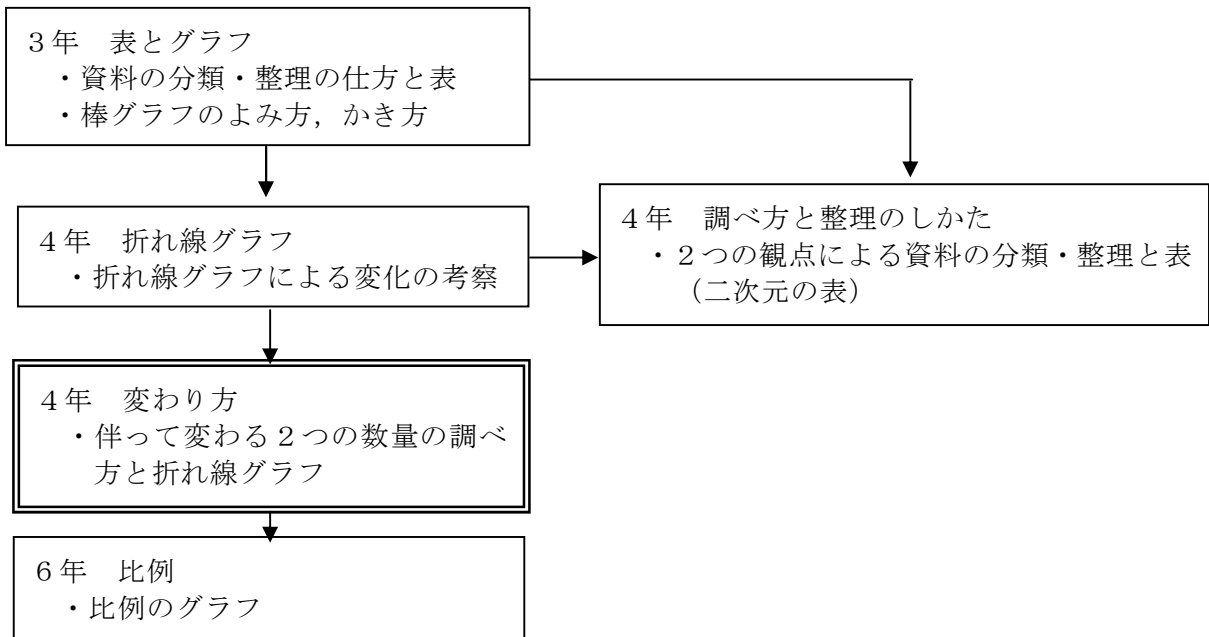 ３年　表とグラフ
・資料の分類・整理の仕方と表
・棒グラフのよみ方，かき方
４年　折れ線グラフ
・折れ線グラフによる変化の考察
４年　調べ方と整理のしかた
・２つの観点による資料の分類・整理と表
（二次元の表）
４年　変わり方
・伴って変わる２つの数量の調べ
方と折れ線グラフ
６年　比例
・比例のグラフ